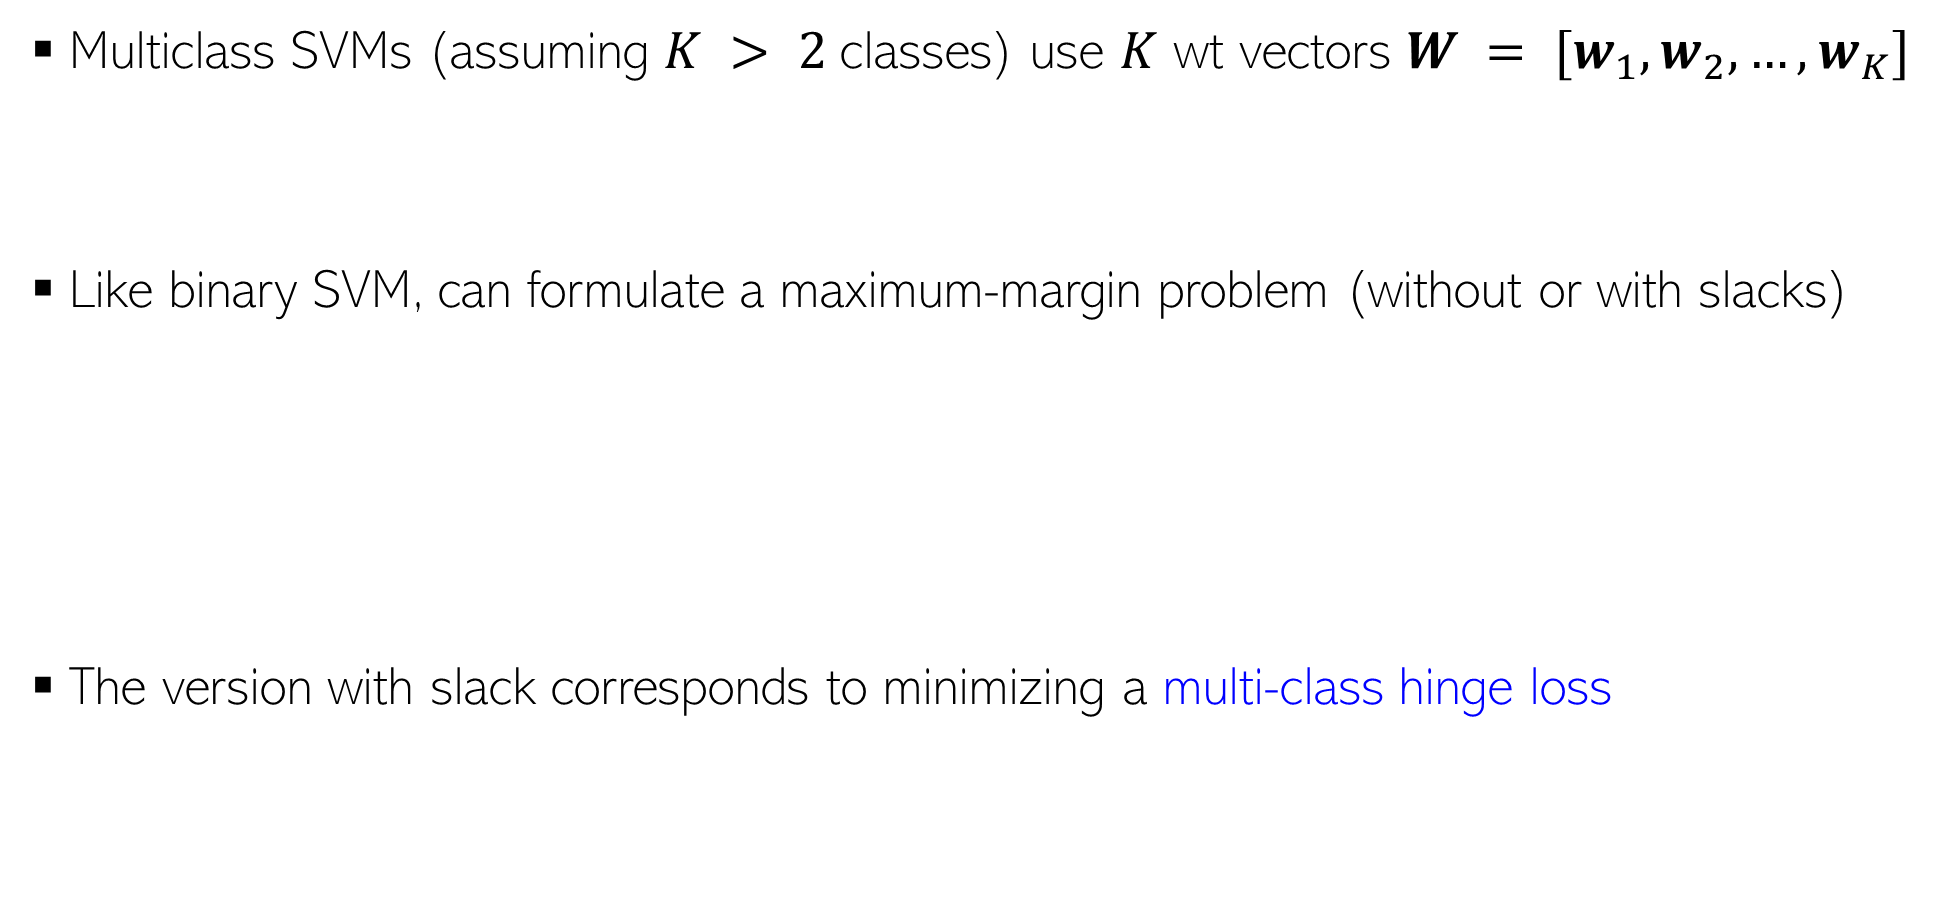 ▪ Multiclass SVMs (assuming K > 2 classes) use K wt vectors W = [w₁, w₂, … , w_K]
▪ Like binary SVM, can formulate a maximum-margin problem (without or with slacks)
▪ The version with slack corresponds to minimizing a multi-class hinge loss